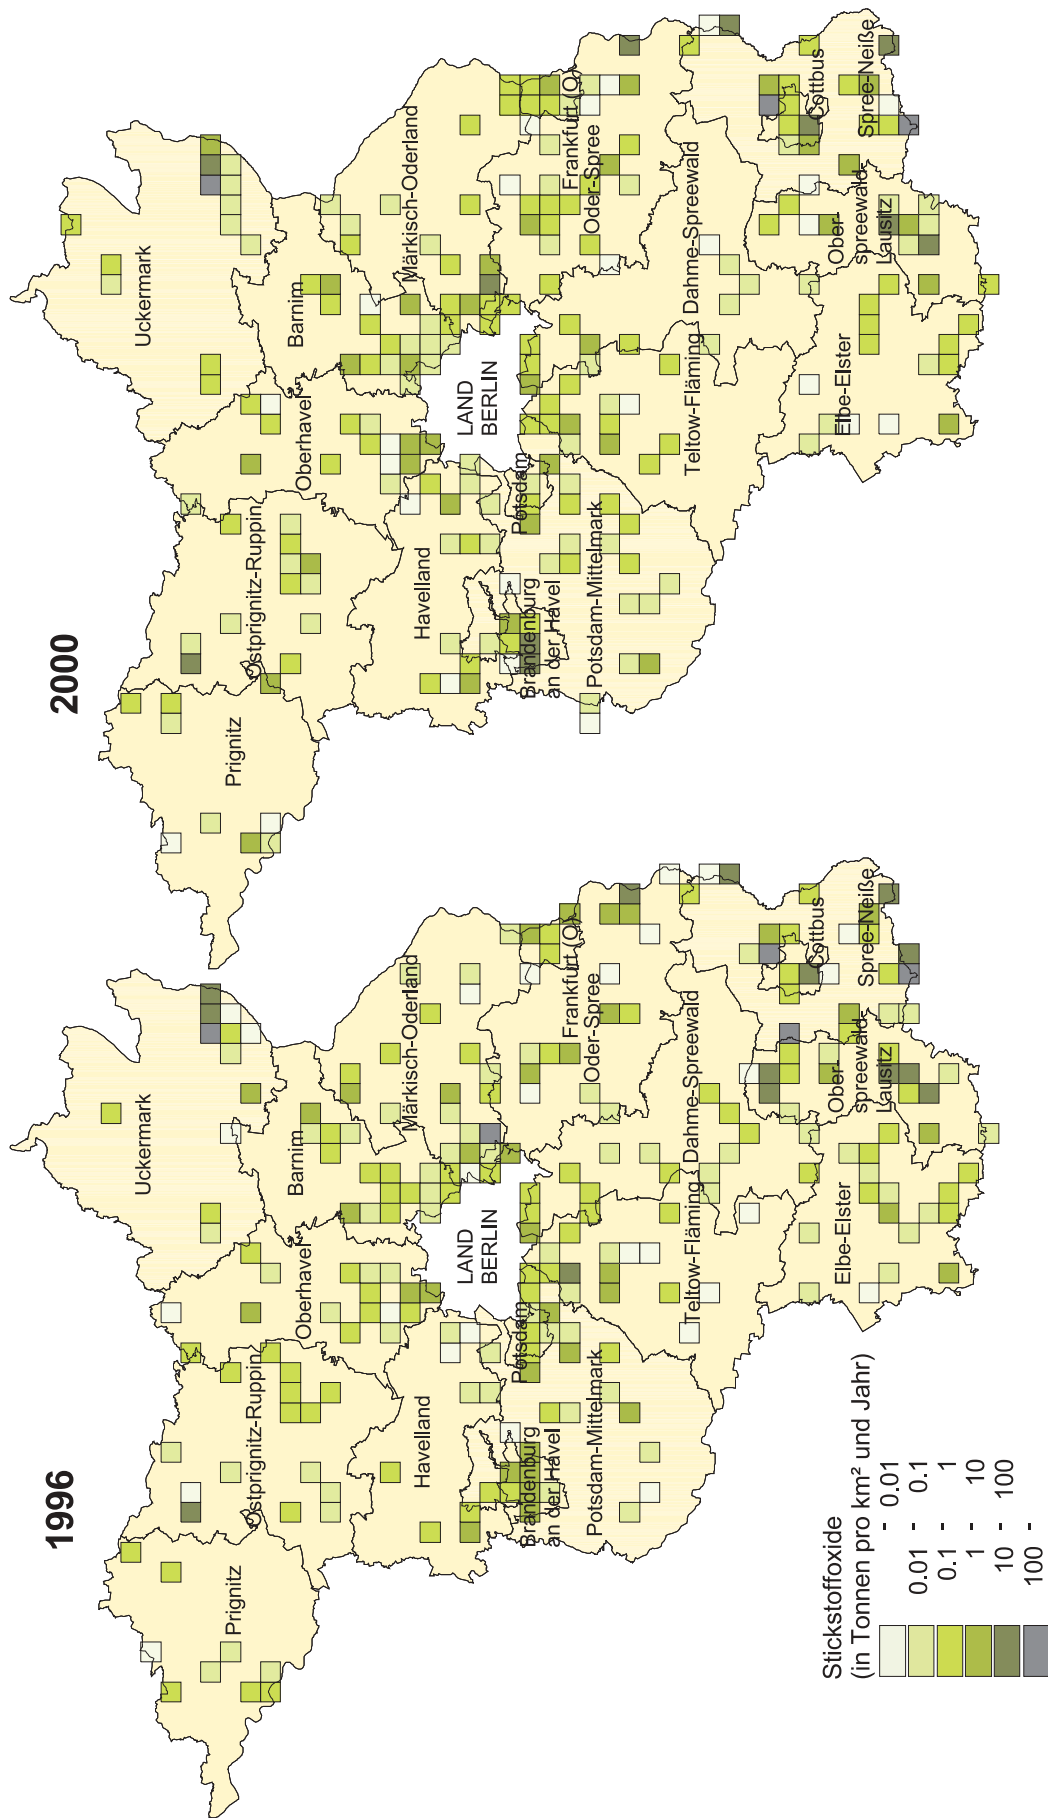 2000
Uckermark
Prignitz
Ostprignitz-Ruppin
Oberhavel
Barnim
Märkisch-Oderland
Havelland
LAND
BERLIN
Potsdam
Brandenburg
an der Havel
Frankfurt (O)
Oder-Spree
Potsdam-Mittelmark
Teltow-Fläming
Dahme-Spreewald
Cottbus
Ober-
spreewald-
Lausitz
Spree-Neiße
Elbe-Elster
1996
Uckermark
Prignitz
Ostprignitz-Ruppin
Oberhavel
Barnim
Märkisch-Oderland
Havelland
LAND
BERLIN
Potsdam
Brandenburg
an der Havel
Frankfurt (O)
Oder-Spree
Potsdam-Mittelmark
Teltow-Fläming
Dahme-Spreewald
Cottbus
Ober-
spreewald-
Lausitz
Spree-Neiße
Elbe-Elster
Stickstoffoxide
(in Tonnen pro km² und Jahr)
- 0.01
0.01 - 0.1
0.1 - 1
1 - 10
10 - 100
100 -